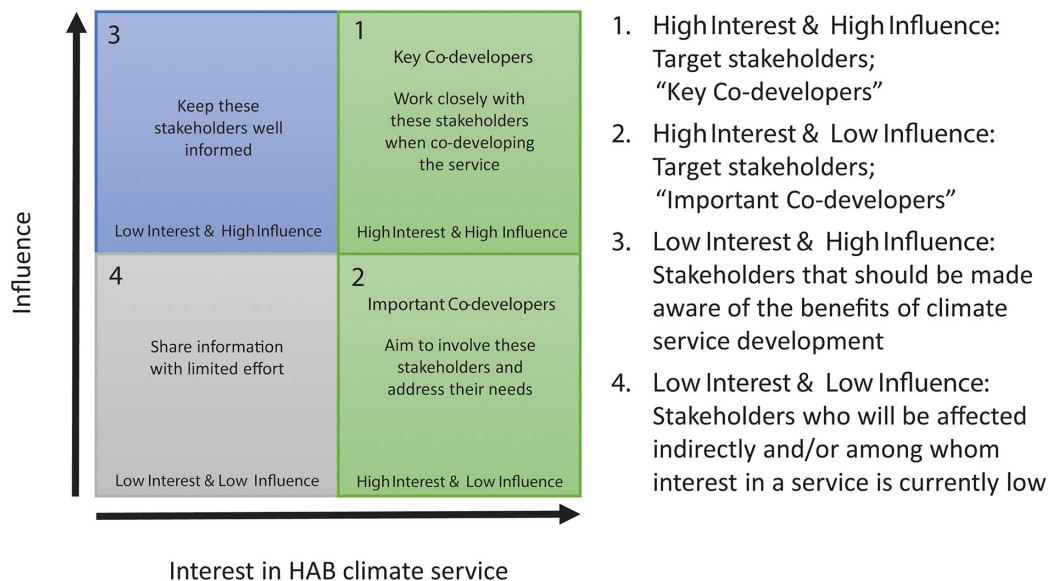 3
Keep these
stakeholders well
informed
Low Interest & High Influence
1
Key Co-developers
Work closely with
these stakeholders
when co-developing
the service
High Interest & High Influence
4
Share information
with limited effort
Low Interest & Low Influence
2
Important Co-developers
Aim to involve these
stakeholders and
address their needs
High Interest & Low Influence
Influence
Interest in HAB climate service
1. High Interest & High Influence:
Target stakeholders;
“Key Co-developers”
2. High Interest & Low Influence:
Target stakeholders;
“Important Co-developers”
3. Low Interest & High Influence:
Stakeholders that should be made
aware of the benefits of climate
service development
4. Low Interest & Low Influence:
Stakeholders who will be affected
indirectly and/or among whom
interest in a service is currently low